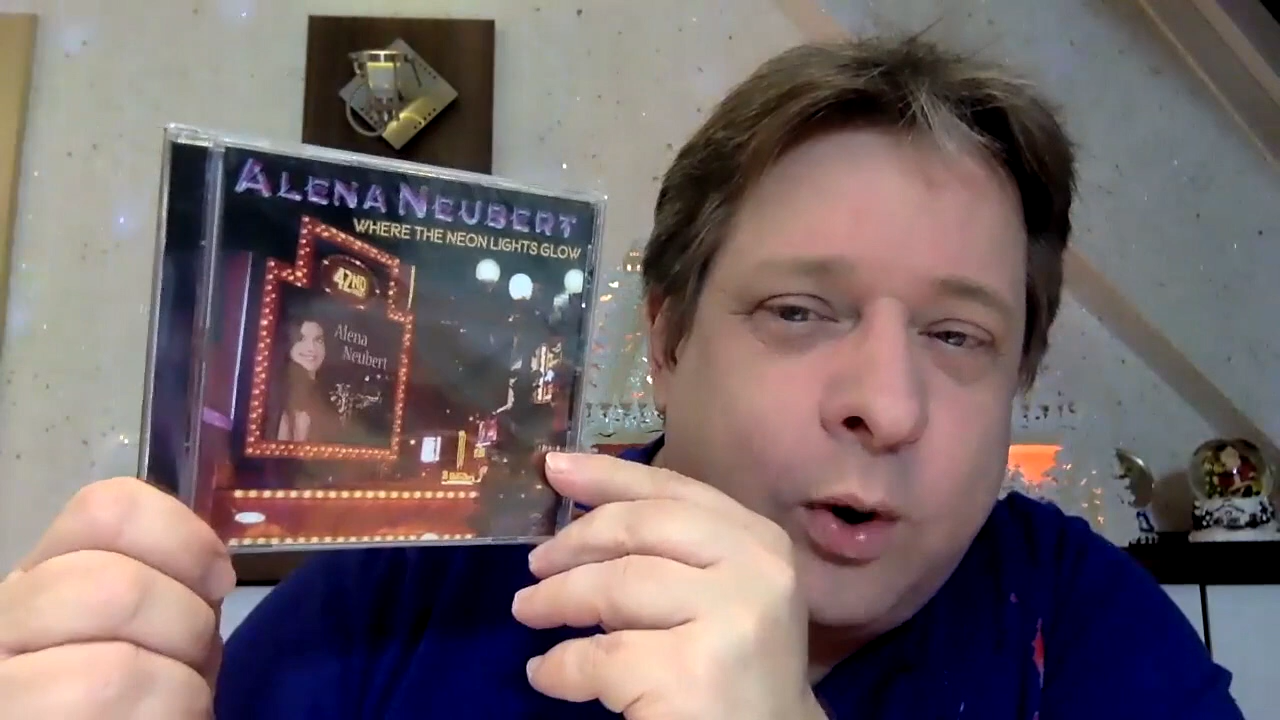 ALENA NEUBERT
WHERE THE NEON LIGHTS GLOW
42ND
Alena
Neubert